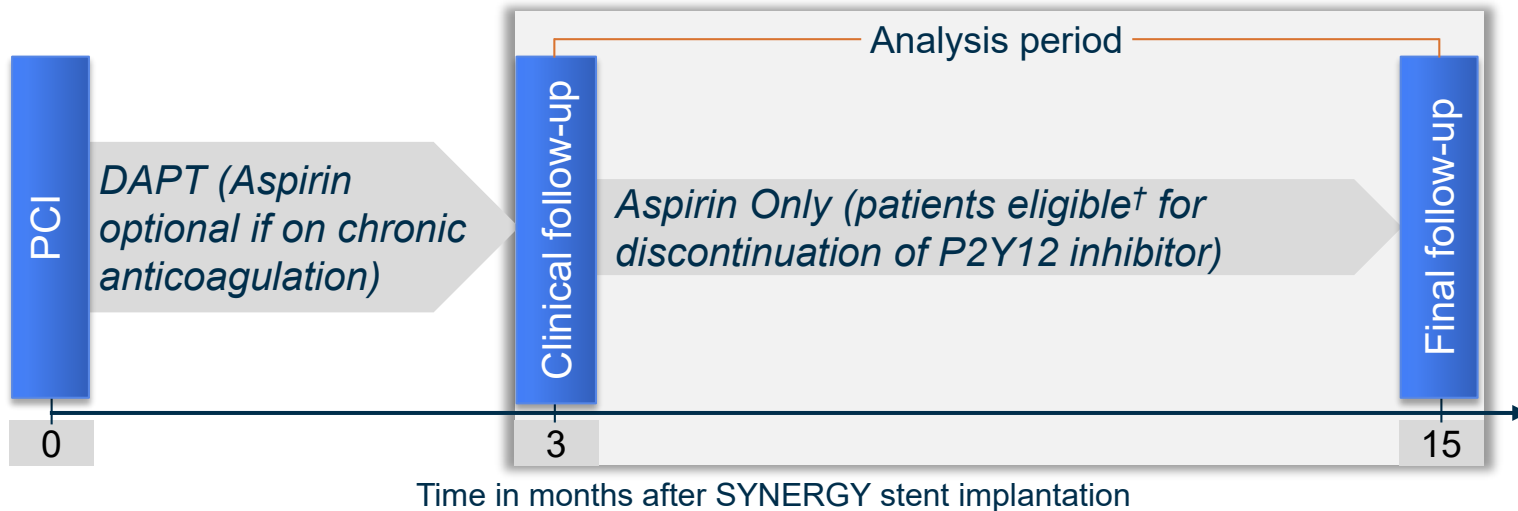 Analysis period
PCI
DAPT (Aspirin
optional if on chronic
anticoagulation)
Clinical follow-up
Aspirin Only (patients eligible† for
discontinuation of P2Y12 inhibitor)
Final follow-up
0
3
15
Time in months after SYNERGY stent implantation